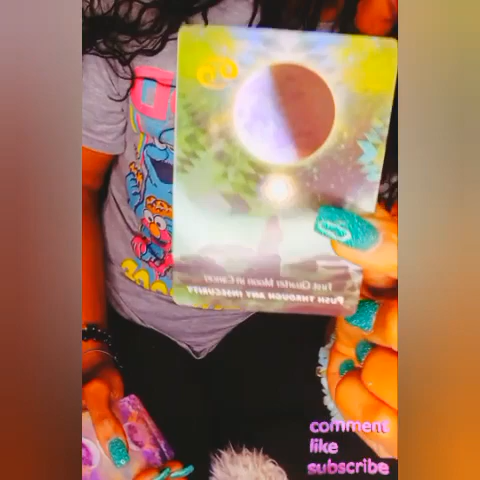 First Quarter Moon in Cancer
PUSH THROUGH ANY INSECURITY
comment
like
subscribe